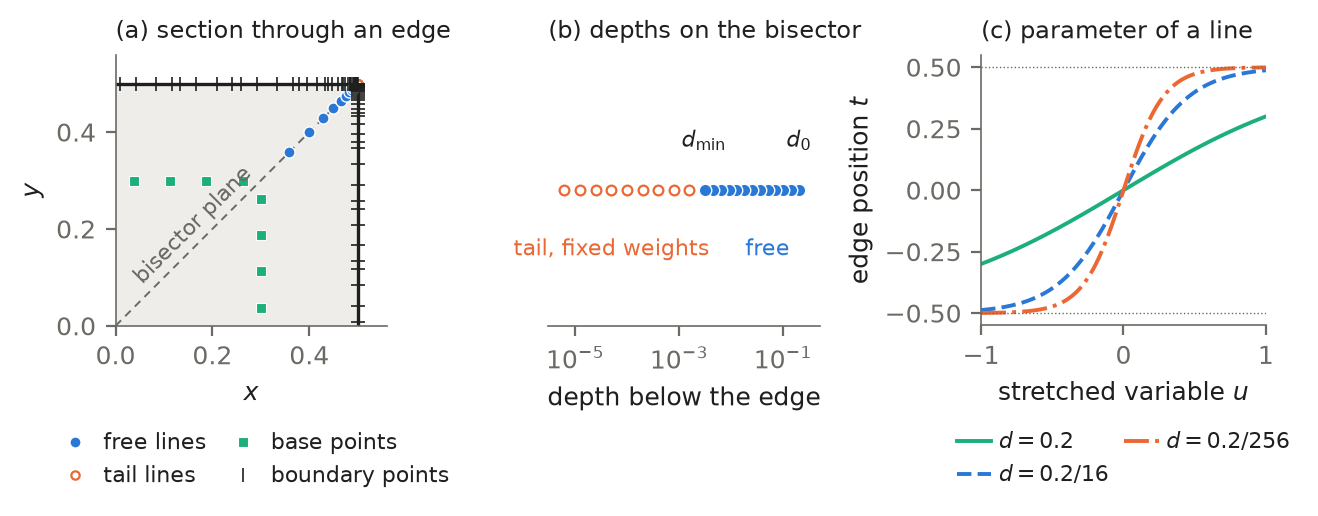 (a) section through an edge
(b) depths on the bisector
(c) parameter of a line
y
0.4
0.2
0.0
0.0
0.2
0.4
x
bisector plane
free lines
base points
tail lines
boundary points
d_min
d_0
tail, fixed weights
free
10^−5
10^−3
10^−1
depth below the edge
edge position t
0.50
0.25
0.00
−0.25
−0.50
−1
0
1
stretched variable u
d = 0.2
d = 0.2/256
d = 0.2/16